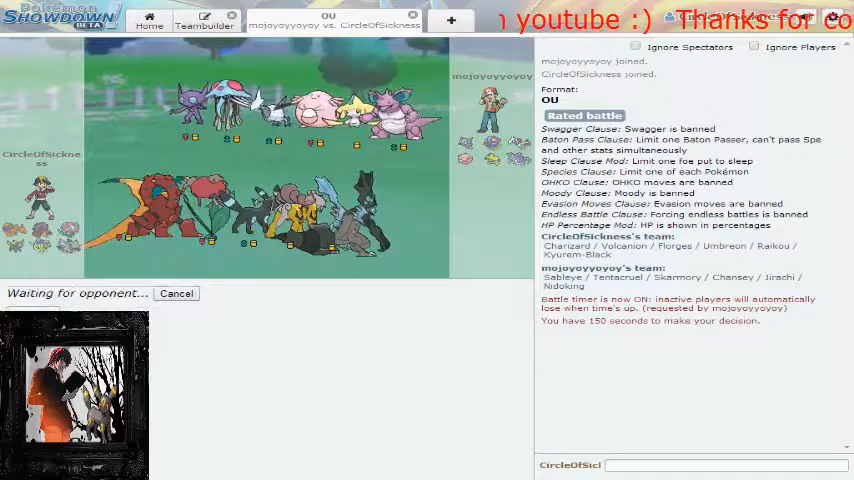 Pokémon
SHOWDOWN
BETA
Home
Teambuilder
OU
mojoyoyyoyoy vs. CircleOfSickness
+
youtube :) Thanks for co
CircleOfSickne
ss
mojoyoyyoyoy
Waiting for opponent...
Cancel
Ignore Spectators
Ignore Players
mojoyoyyoyoy joined.
CircleOfSickness joined.
Format:
OU
Rated battle
Swagger Clause: Swagger is banned
Baton Pass Clause: Limit one Baton Passer, can't pass Spe
and other stats simultaneously
Sleep Clause Mod: Limit one foe put to sleep
Species Clause: Limit one of each Pokémon
OHKO Clause: OHKO moves are banned
Moody Clause: Moody is banned
Evasion Moves Clause: Evasion moves are banned
Endless Battle Clause: Forcing endless battles is banned
HP Percentage Mod: HP is shown in percentages
CircleOfSickness's team:
Charizard / Volcanion / Florges / Umbreon / Raikou /
Kyurem-Black
mojoyoyyoyoy's team:
Sableye / Tentacruel / Skarmory / Chansey / Jirachi /
Nidoking
Battle timer is now ON: inactive players will automatically
lose when time's up. (requested by mojoyoyyoyoy)
You have 150 seconds to make your decision.
CircleOfSicl